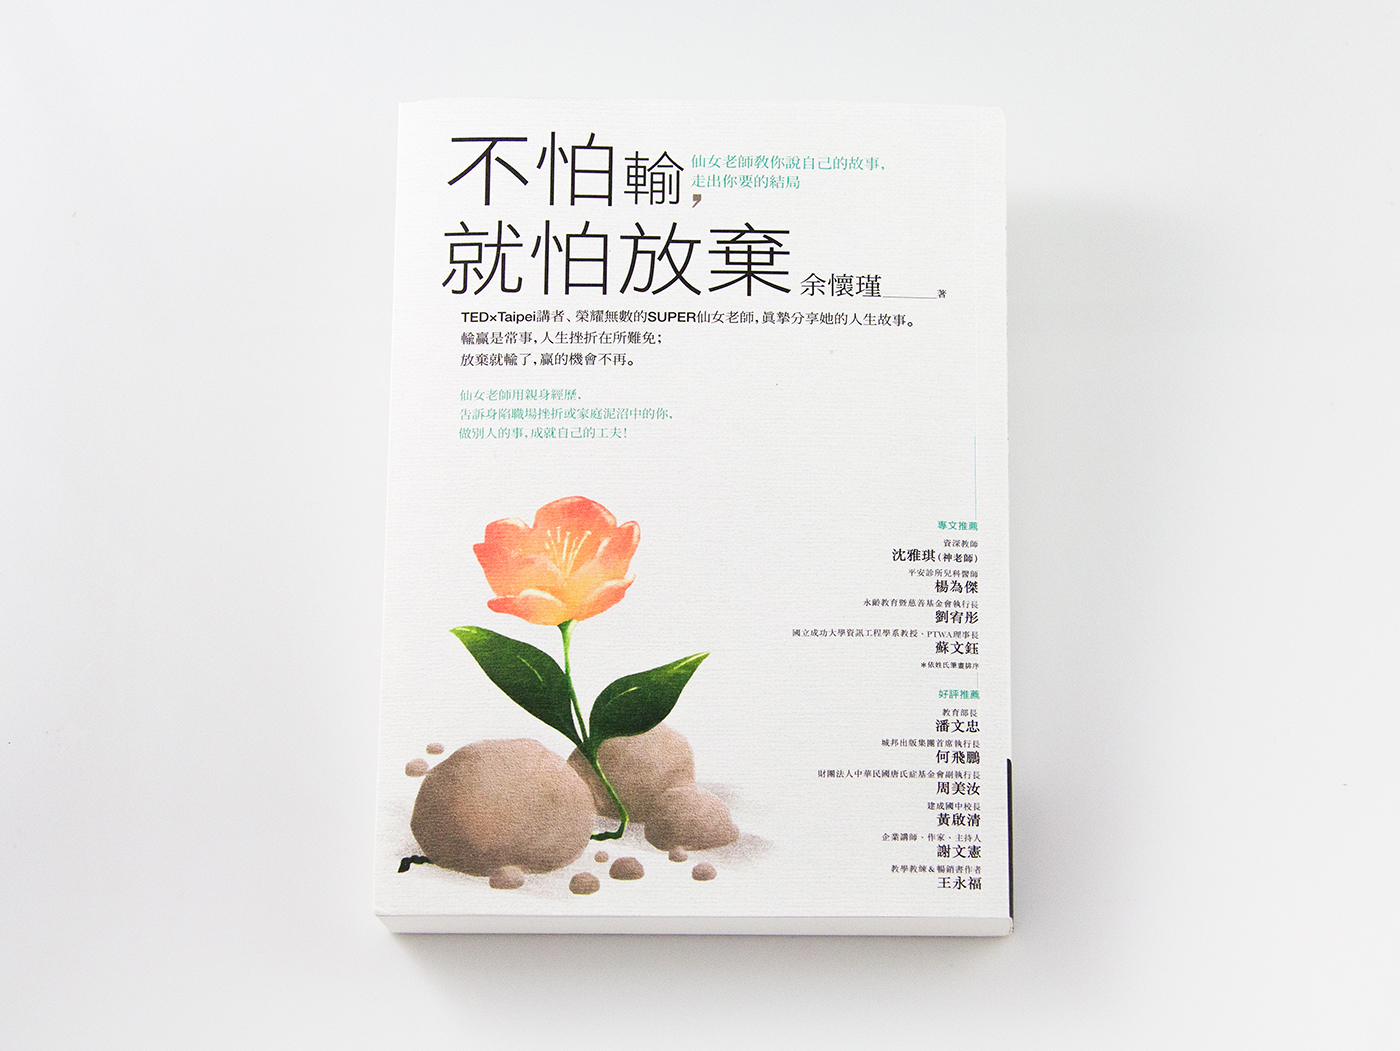 不怕輸,
仙女老師教你說自己的故事,
走出你要的結局
就怕放棄
余懷瑾 著
TED×Taipei講者、榮耀無數的SUPER仙女老師,真摯分享她的人生故事。
輸贏是常事,人生挫折在所難免;
放棄就輸了,贏的機會不再。
仙女老師用親身經歷,
告訴身陷職場挫折或家庭泥沼中的你,
做別人的事,成就自己的工夫!
專文推薦
資深教師
沈雅琪(神老師)
平安診所兒科醫師
楊為傑
永齡教育暨慈善基金會執行長
劉宥彤
國立成功大學資訊工程學系教授、PTWA理事長
蘇文鈺
*依姓氏筆畫排序
好評推薦
教育部長
潘文忠
城邦出版集團首席執行長
何飛鵬
財團法人中華民國唐氏症基金會副執行長
周美汝
建成國中校長
黃啟清
企業講師、作家、主持人
謝文憲
教學教練&暢銷書作者
王永福